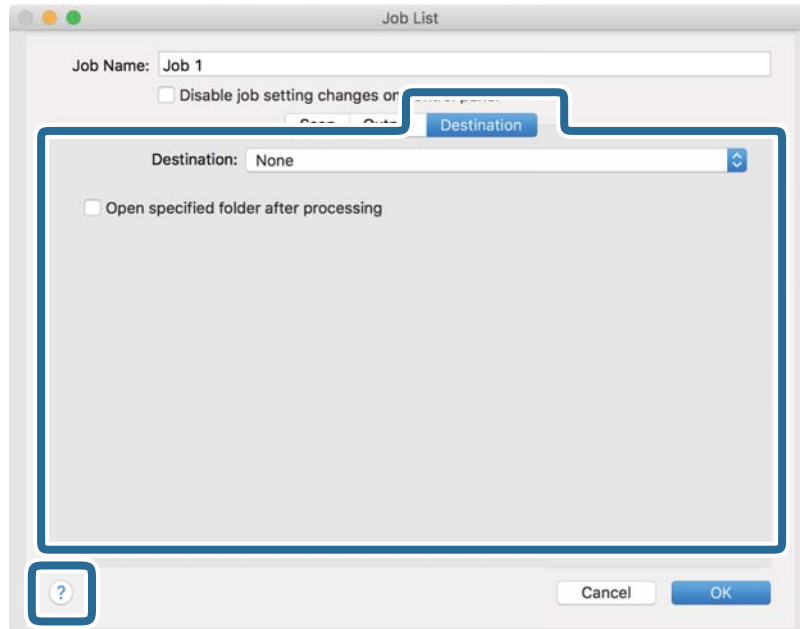 Job List
Job Name: Job 1
Disable job setting changes on
Destination
Destination: None
Open specified folder after processing
? Cancel OK